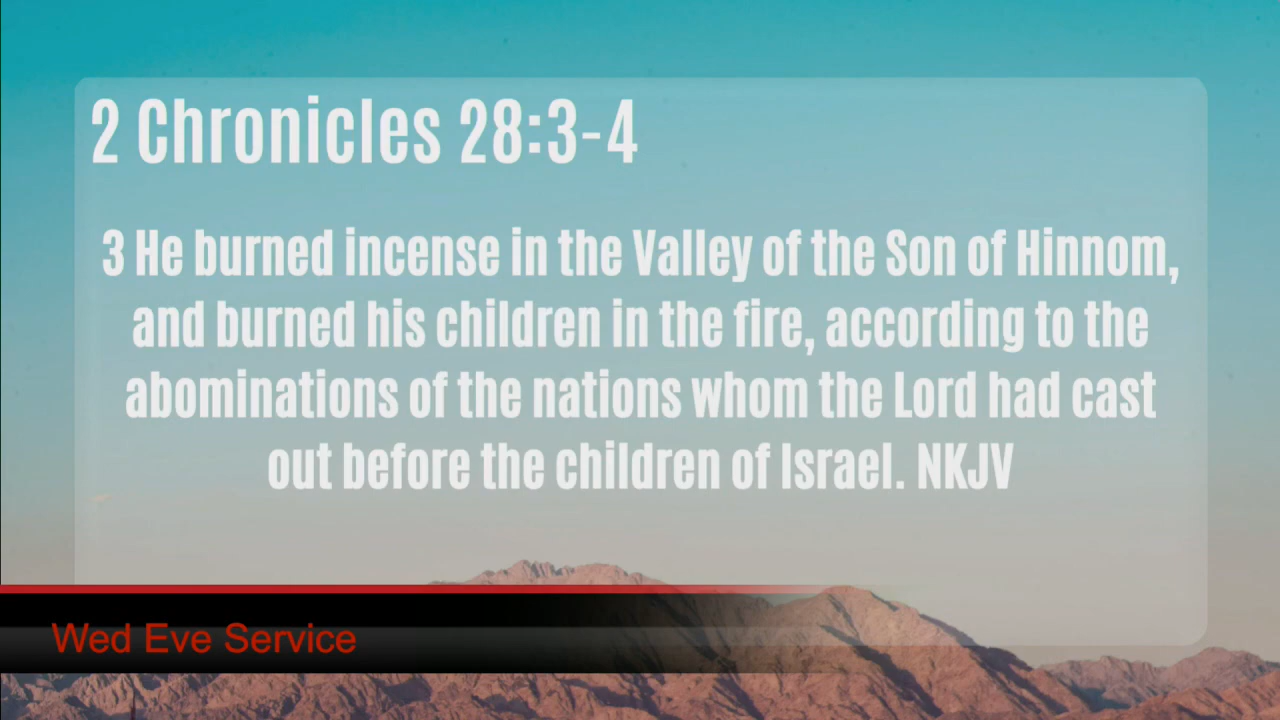 2 Chronicles 28:3-4
3 He burned incense in the Valley of the Son of Hinnom,
and burned his children in the fire, according to the
abominations of the nations whom the Lord had cast
out before the children of Israel. NKJV
Wed Eve Service